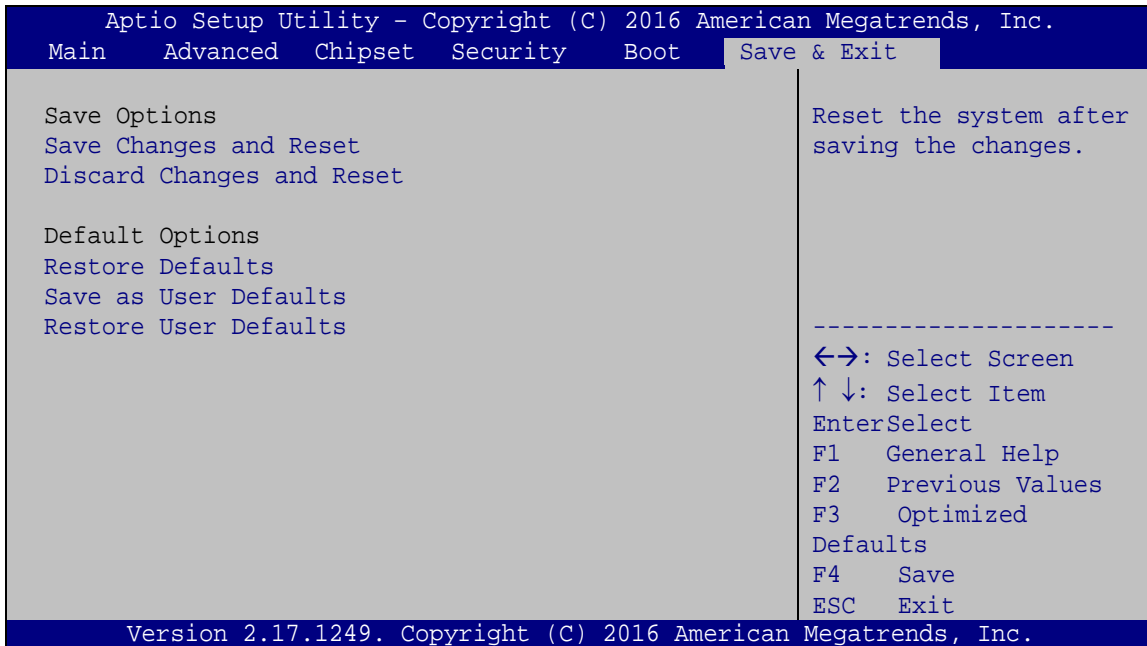 Aptio Setup Utility – Copyright (C) 2016 American Megatrends, Inc.
Main Advanced Chipset Security Boot Save & Exit
Save Options
Save Changes and Reset
Discard Changes and Reset
Default Options
Restore Defaults
Save as User Defaults
Restore User Defaults
Reset the system after
saving the changes.
---------------------
←→: Select Screen
↑ ↓: Select Item
EnterSelect
F1 General Help
F2 Previous Values
F3 Optimized
Defaults
F4 Save
ESC Exit
Version 2.17.1249. Copyright (C) 2016 American Megatrends, Inc.